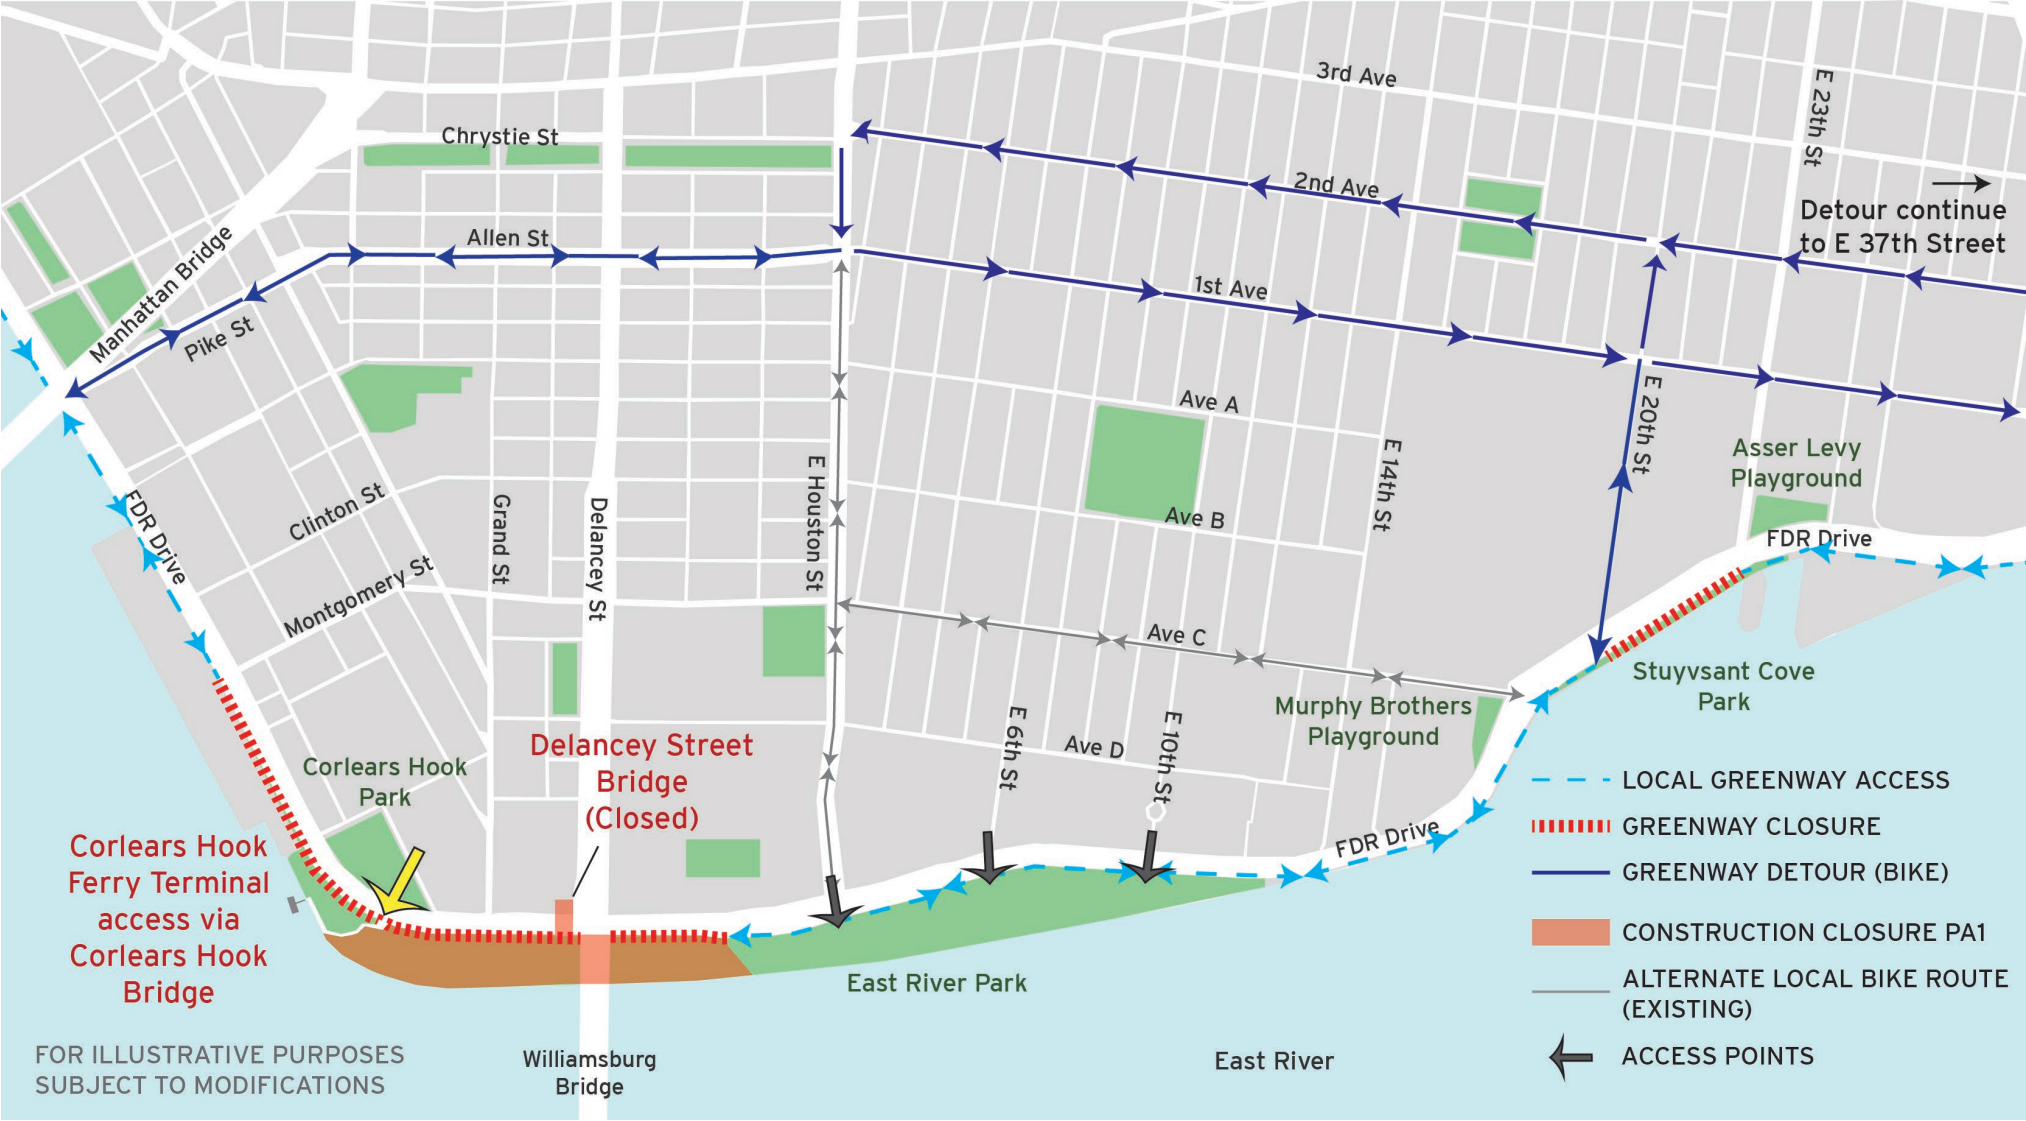 3rd Ave
E 23th St
Chrystie St
2nd Ave
Detour continue
to E 37th Street
Allen St
Manhattan Bridge
Pike St
1st Ave
Ave A
E 20th St
E 14th St
Asser Levy
Playground
FDR Drive
Clinton St
Grand St
Delancey St
E Houston St
Ave B
FDR Drive
Montgomery St
Ave C
Stuyvsant Cove
Park
Murphy Brothers
Playground
E 6th St
Ave D
E 10th St
Delancey Street
Bridge
(Closed)
Corlears Hook
Park
FDR Drive
Corlears Hook
Ferry Terminal
access via
Corlears Hook
Bridge
East River Park
LOCAL GREENWAY ACCESS
GREENWAY CLOSURE
GREENWAY DETOUR (BIKE)
CONSTRUCTION CLOSURE PA1
ALTERNATE LOCAL BIKE ROUTE
(EXISTING)
ACCESS POINTS
FOR ILLUSTRATIVE PURPOSES
SUBJECT TO MODIFICATIONS
Williamsburg
Bridge
East River